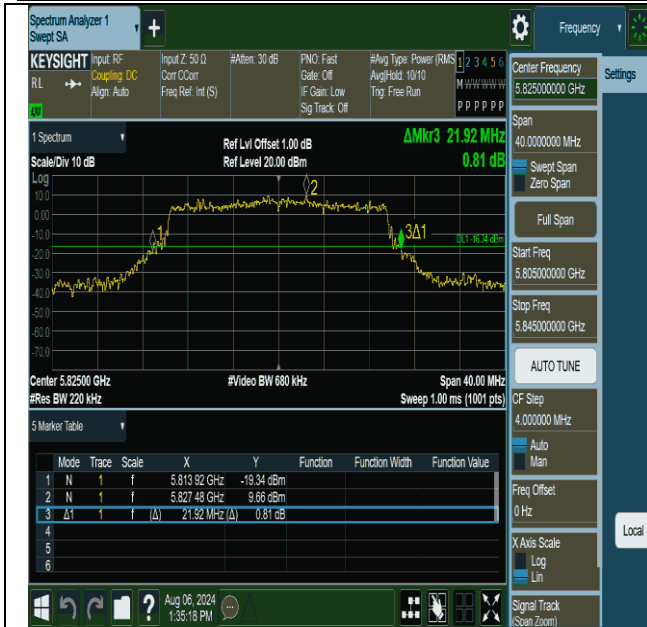 Spectrum Analyzer 1
Swept SA
Frequency
KEYSIGHT
RL
Input: RF
Coupling: DC
Align: Auto
Input Z: 50 Ω
Corr CCorr
Freq Ref: Int (S)
#Atten: 30 dB
PNO: Fast
Gate: Off
IF Gain: Low
Sig Track: Off
#Avg Type: Power (RMS
Avg|Hold: 10/10
Trig: Free Run
1 2 3 4 5 6
M W W W W W
P P P P P P
1 Spectrum
Scale/Div 10 dB
Ref Lvl Offset 1.00 dB
Ref Level 20.00 dBm
ΔMkr3 21.92 MHz
0.81 dB
Log
10.0
0.00
-10.0
-20.0
-30.0
-40.0
-50.0
-60.0
-70.0
1
2
3Δ1
DL1 -16.34 dBm
Center 5.82500 GHz
#Res BW 220 kHz
#Video BW 680 kHz
Span 40.00 MHz
Sweep 1.00 ms (1001 pts)
5 Marker Table
Mode Trace Scale X Y Function Function Width Function Value
1 N 1 f 5.813 92 GHz -19.34 dBm
2 N 1 f 5.827 48 GHz 9.66 dBm
3 Δ1 1 f (Δ) 21.92 MHz (Δ) 0.81 dB
4
5
6
Aug 06, 2024
1:35:18 PM
Center Frequency
5.825000000 GHz
Settings
Span
40.0000000 MHz
Swept Span
Zero Span
Full Span
Start Freq
5.805000000 GHz
Stop Freq
5.845000000 GHz
AUTO TUNE
CF Step
4.000000 MHz
Auto
Man
Freq Offset
0 Hz
X Axis Scale
Log
Lin
Local
Signal Track
(Span Zoom)